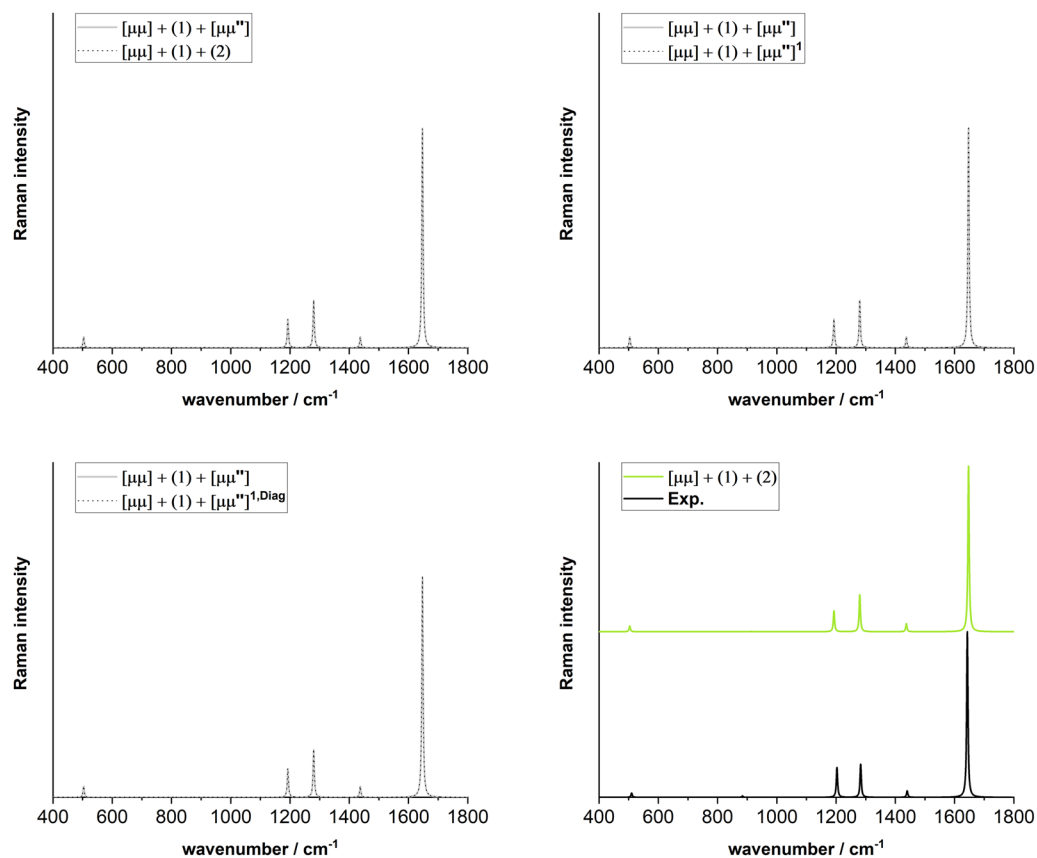 [μμ] + (1) + [μμ"]
[μμ] + (1) + (2)
Raman intensity
400 600 800 1000 1200 1400 1600 1800
wavenumber / cm-1
[μμ] + (1) + [μμ"]
[μμ] + (1) + [μμ"]1
Raman intensity
400 600 800 1000 1200 1400 1600 1800
wavenumber / cm-1
[μμ] + (1) + [μμ"]
[μμ] + (1) + [μμ"]1,Diag
Raman intensity
400 600 800 1000 1200 1400 1600 1800
wavenumber / cm-1
[μμ] + (1) + (2)
Exp.
Raman intensity
400 600 800 1000 1200 1400 1600 1800
wavenumber / cm-1